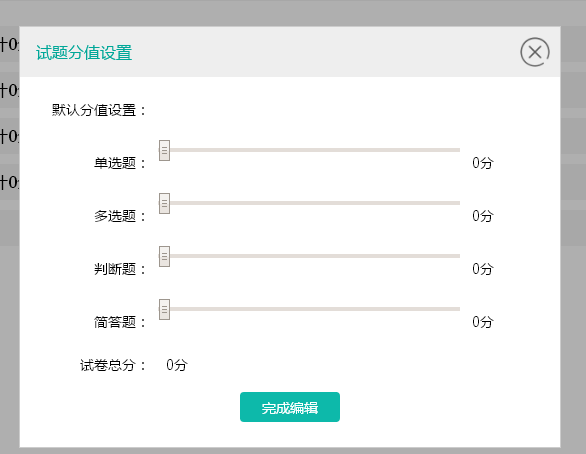 试题分值设置
默认分值设置：
单选题： 0分
多选题： 0分
判断题： 0分
简答题： 0分
试卷总分： 0分
完成编辑